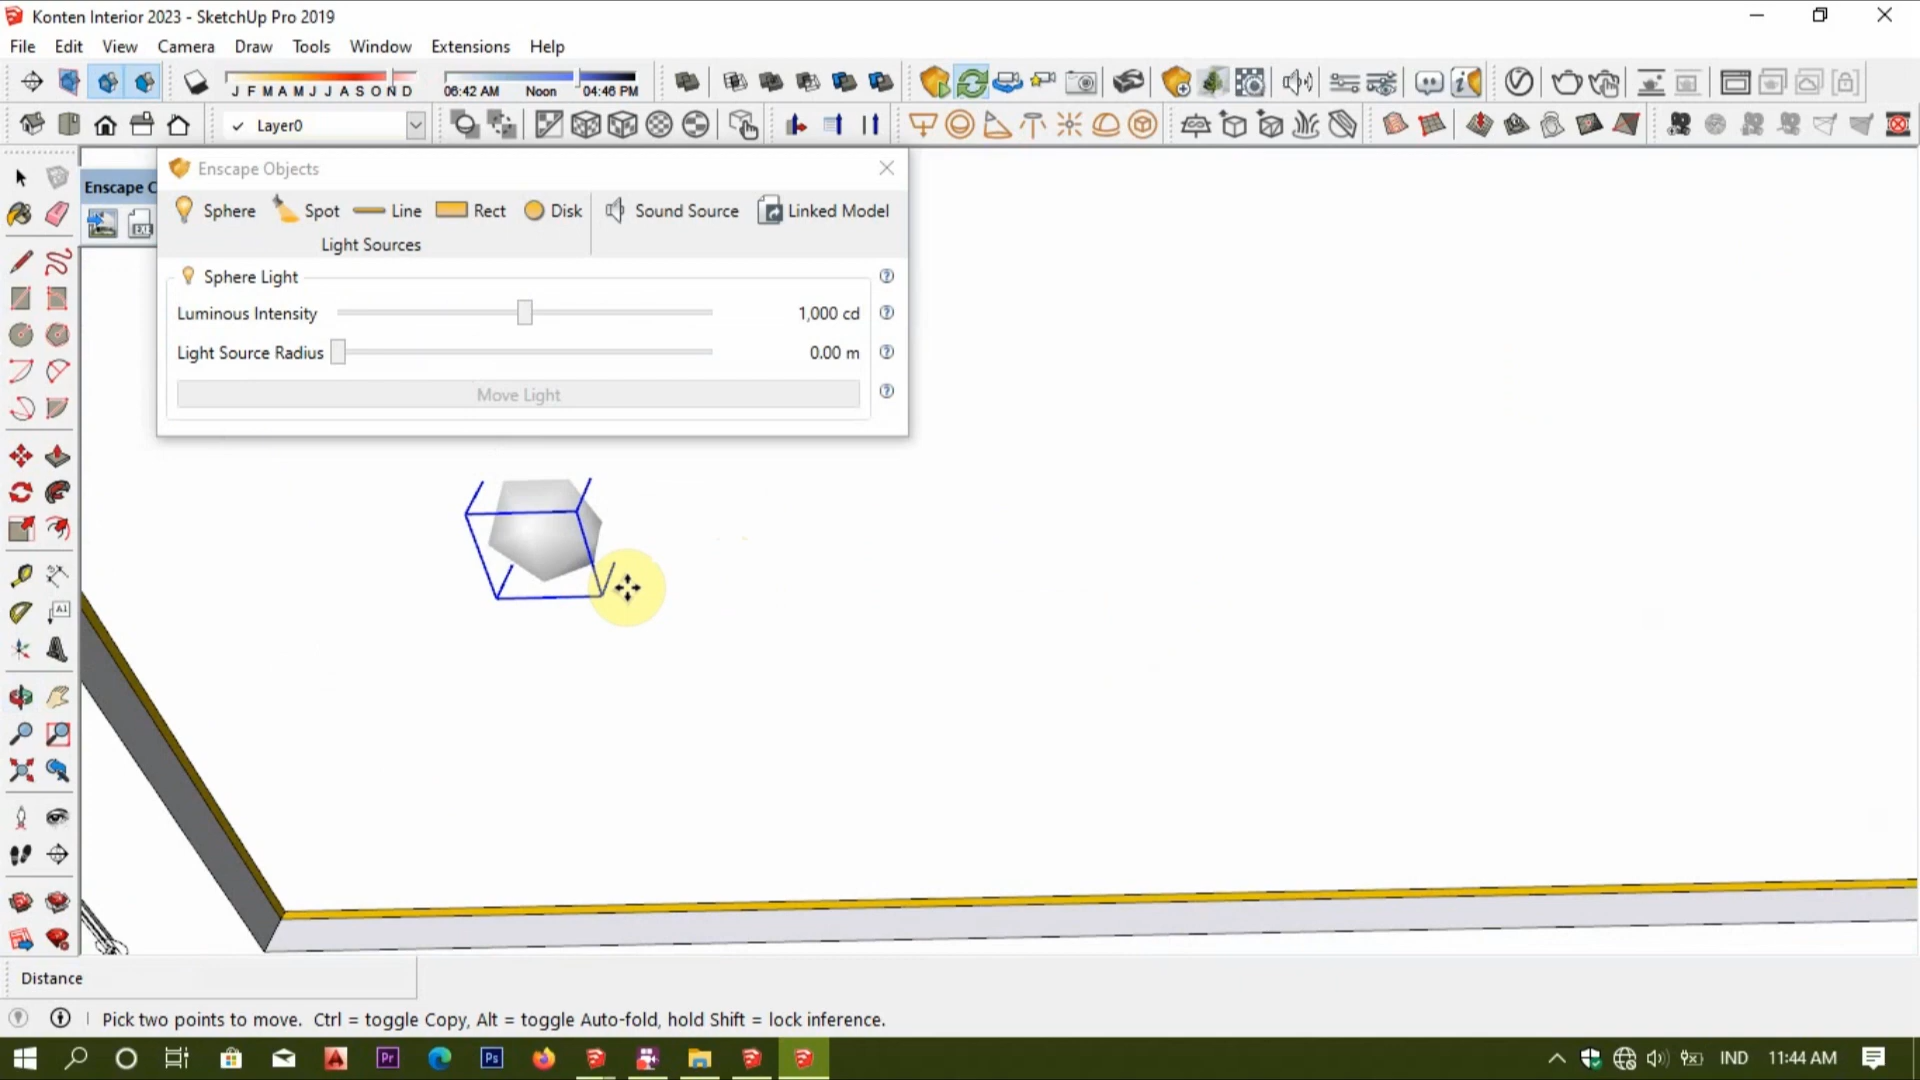 Konten Interior 2023 - SketchUp Pro 2019
File Edit View Camera Draw Tools Window Extensions Help
J F M A M J J A S O N D 06:42 AM Noon 04:46 PM
Layer0
Enscape Objects
Enscape C
Sphere Spot Line Rect Disk Sound Source Linked Model
Light Sources
Sphere Light
Luminous Intensity 1,000 cd
Light Source Radius 0.00 m
Move Light
Distance
Pick two points to move. Ctrl = toggle Copy, Alt = toggle Auto-fold, hold Shift = lock inference.
Pr Ps IND 11:44 AM